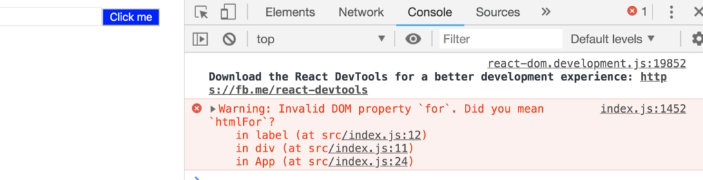 Click me
Elements Network Console Sources »
1
top ▼ Filter Default levels ▼
react-dom.development.js:19852
Download the React DevTools for a better development experience: http
s://fb.me/react-devtools
▶Warning: Invalid DOM property `for`. Did you mean index.js:1452
`htmlFor`?
in label (at src/index.js:12)
in div (at src/index.js:11)
in App (at src/index.js:24)